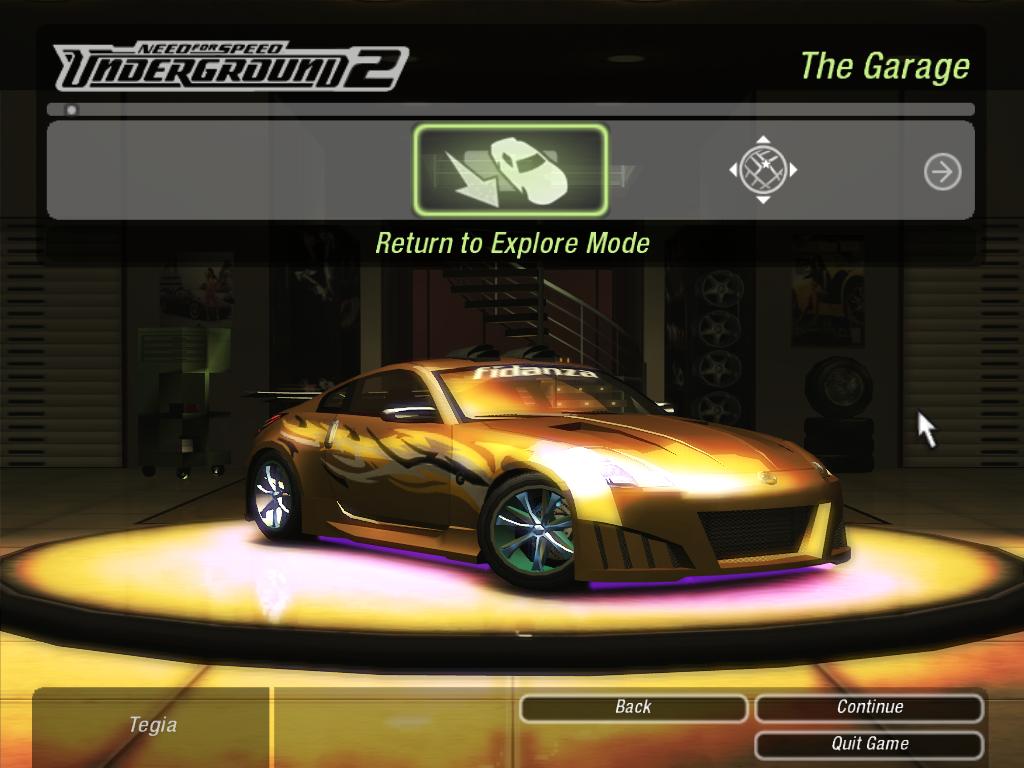 NEED FOR SPEED
UNDERGROUND 2
The Garage
Return to Explore Mode
fidanza
Tegia
Back
Continue
Quit Game